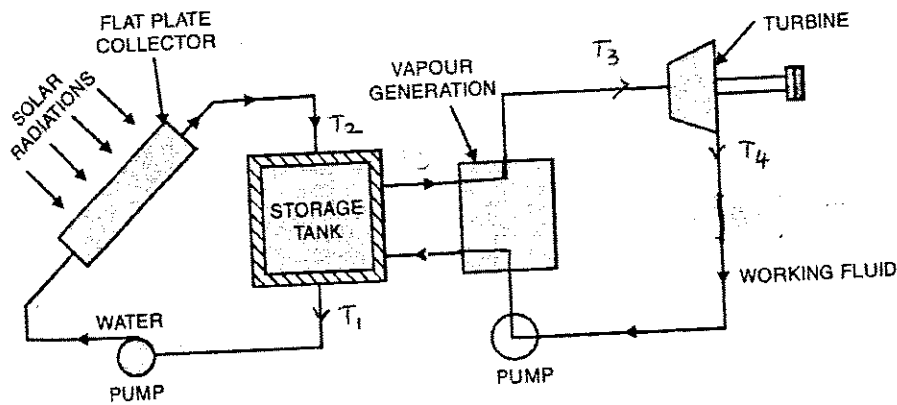 FLAT PLATE
COLLECTOR
SOLAR
RADIATIONS
T2
STORAGE
TANK
T1
WATER
PUMP
VAPOUR
GENERATION
T3
TURBINE
T4
WORKING FLUID
PUMP